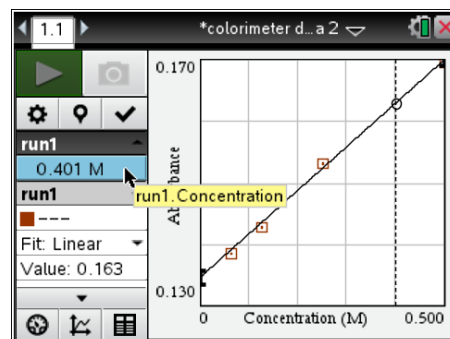 1.1
*colorimeter d...a 2
run1
0.401 M
run1.Concentration
run1
---
Fit: Linear
Value: 0.163
0.170
Absorbance
0.130
0
Concentration (M)
0.500